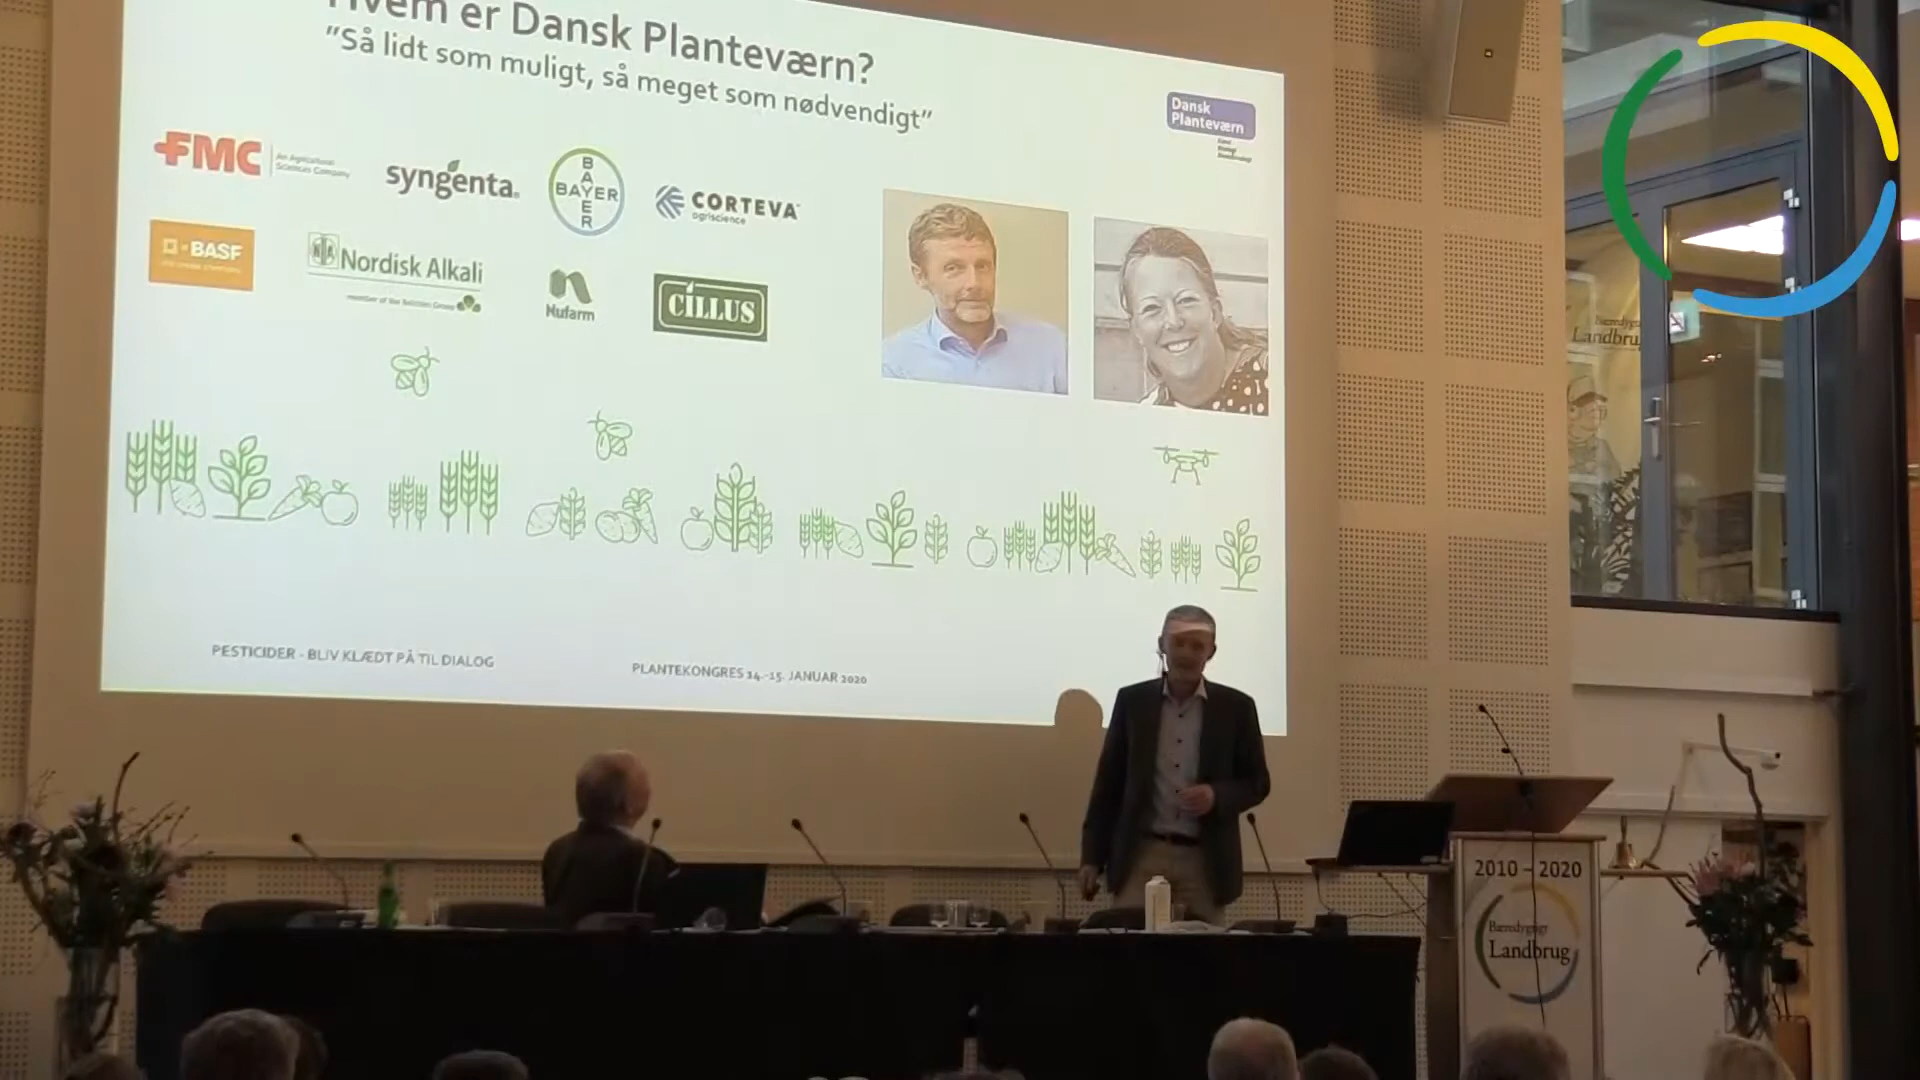 Hvem er Dansk Planteværn?
"Så lidt som muligt, så meget som nødvendigt"
Dansk
Planteværn
FMC
An Agricultural
Sciences Company
syngenta
BAYER
BAYER
CORTEVA
agriscience
BASF
Nordisk Alkali
Nufarm
CILLUS
PESTICIDER - BLIV KLÆDT PÅ TIL DIALOG
PLANTEKONGRES 14.-15. JANUAR 2020
Bæredygtigt
Landbrug
2010 - 2020
Bæredygtigt
Landbrug